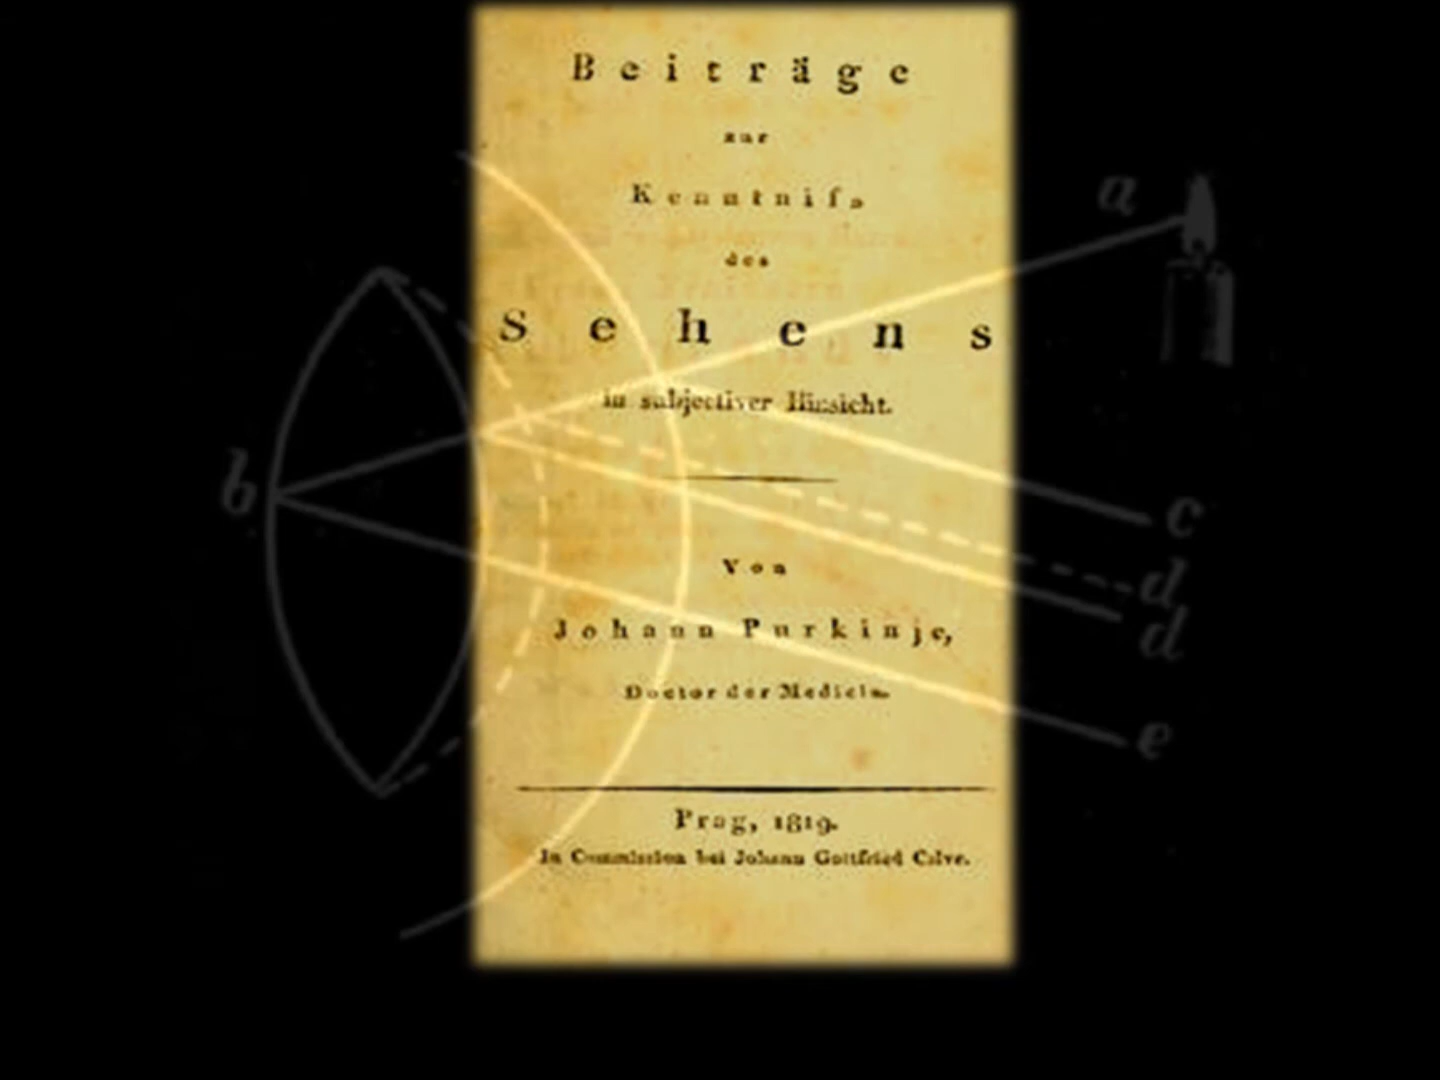 Beiträge
zur
Kenntniſs
des
Sehens
in subjectiver Hinsicht.
Von
Johann Purkinje,
Doctor der Medicin.
Prag, 1819.
In Commission bei Johann Gottfried Calve.
a
b
c
d
d
e